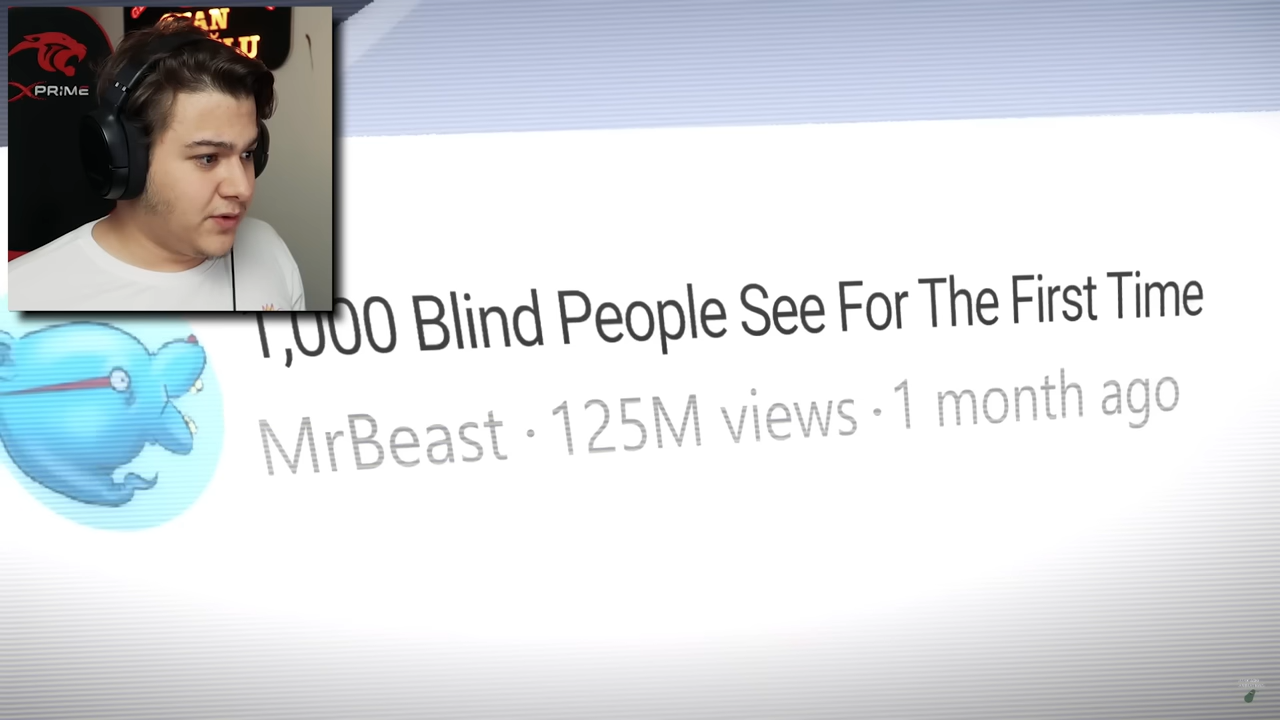 XPRIME
1,000 Blind People See For The First Time
MrBeast · 125M views · 1 month ago